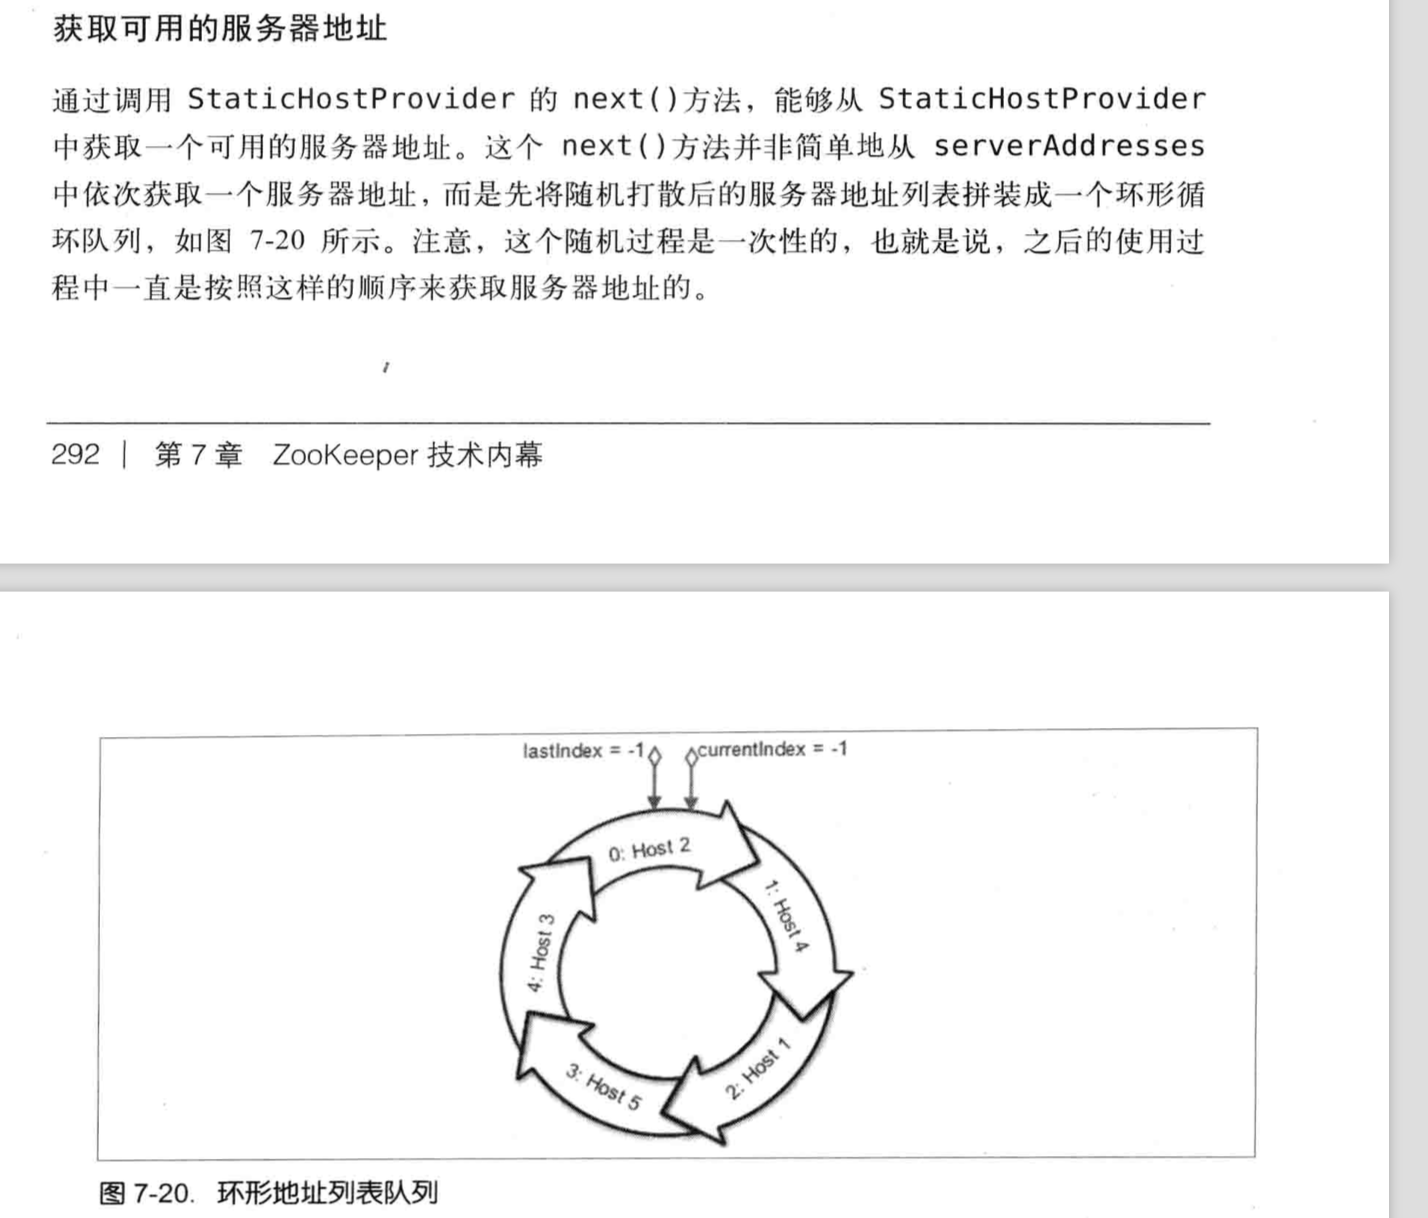 获取可用的服务器地址
通过调用 StaticHostProvider 的 next()方法，能够从 StaticHostProvider
中获取一个可用的服务器地址。这个 next()方法并非简单地从 serverAddresses
中依次获取一个服务器地址，而是先将随机打散后的服务器地址列表拼装成一个环形循
环队列，如图 7-20 所示。注意，这个随机过程是一次性的，也就是说，之后的使用过
程中一直是按照这样的顺序来获取服务器地址的。
292 | 第 7 章 ZooKeeper 技术内幕
lastIndex = -1 currentIndex = -1
0: Host 2
1: Host 4
2: Host 1
3: Host 5
4: Host 3
图 7-20. 环形地址列表队列